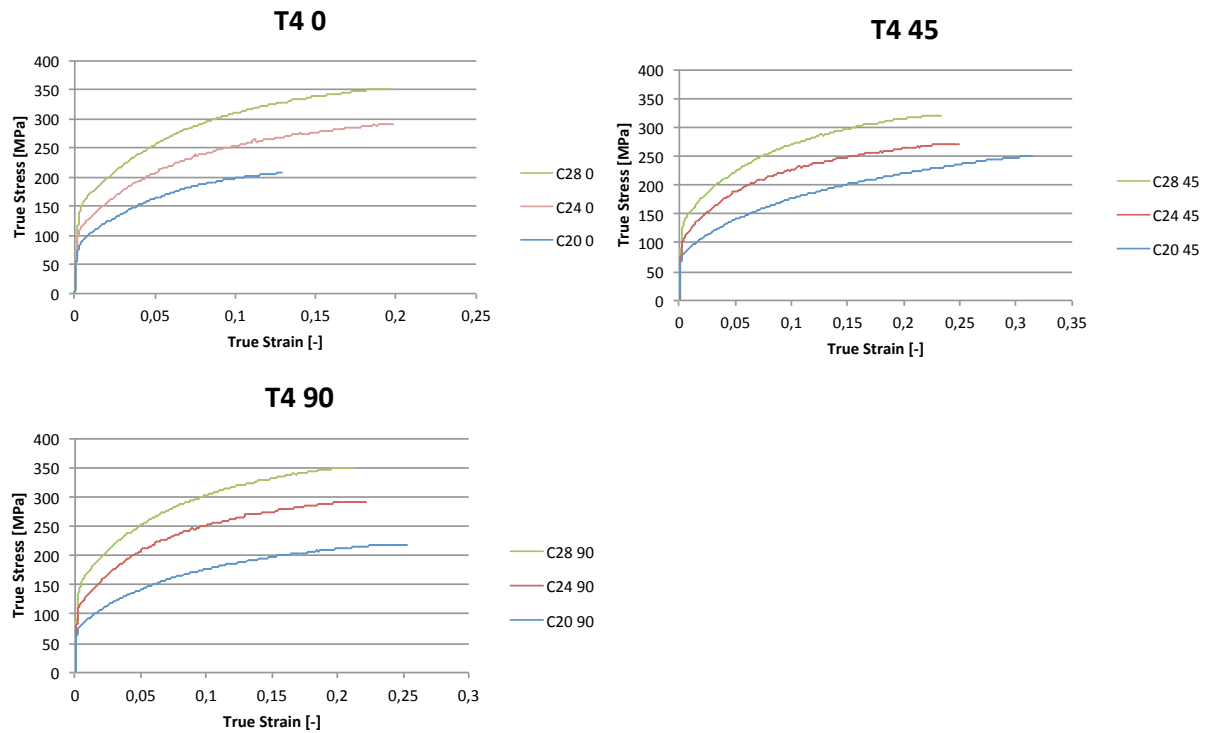 T4 0
400
350
300
250
200
150
100
50
0
True Stress [MPa]
0 0,05 0,1 0,15 0,2 0,25
True Strain [-]
C28 0
C24 0
C20 0
T4 45
400
350
300
250
200
150
100
50
0
True Stress [MPa]
0 0,05 0,1 0,15 0,2 0,25 0,3 0,35
True Strain [-]
C28 45
C24 45
C20 45
T4 90
400
350
300
250
200
150
100
50
0
True Stress [MPa]
0 0,05 0,1 0,15 0,2 0,25 0,3
True Strain [-]
C28 90
C24 90
C20 90